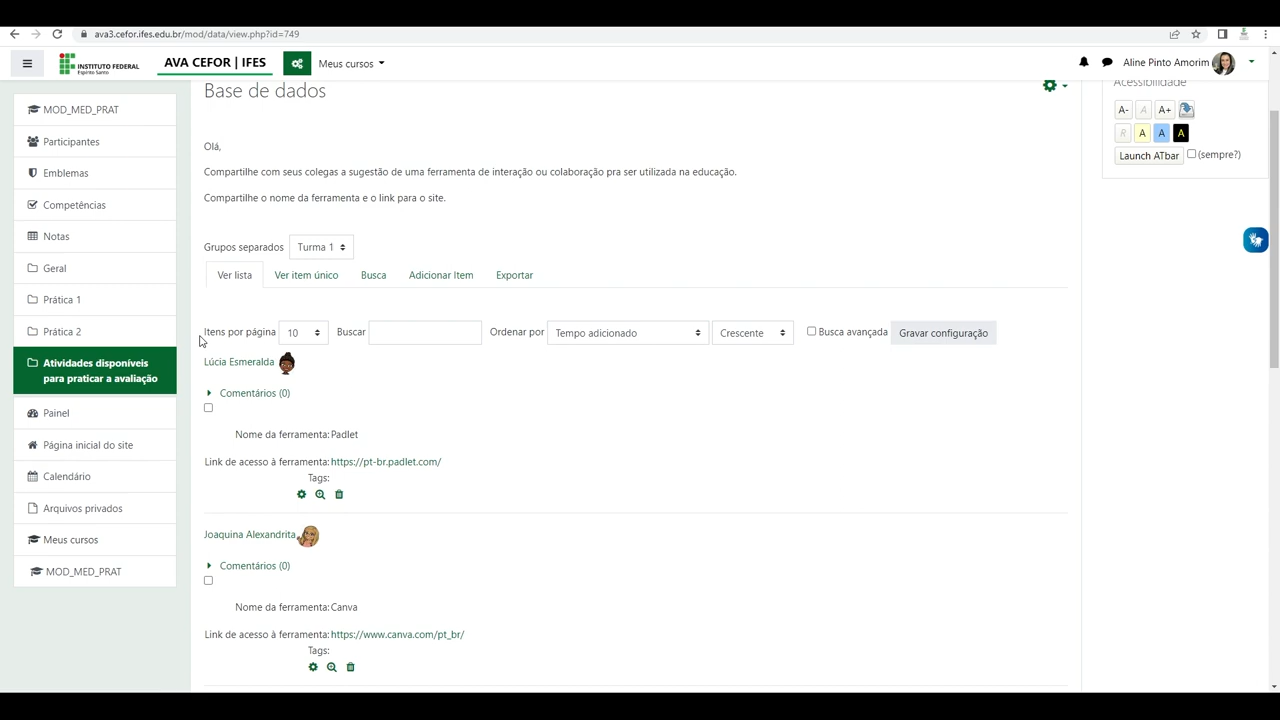 ava3.cefor.ifes.edu.br/mod/data/view.php?id=749
INSTITUTO FEDERAL
Espírito Santo
AVA CEFOR | IFES
Meus cursos
Aline Pinto Amorim
MOD_MED_PRAT
Participantes
Emblemas
Competências
Notas
Geral
Prática 1
Prática 2
Atividades disponíveis
para praticar a avaliação
Painel
Página inicial do site
Calendário
Arquivos privados
Meus cursos
MOD_MED_PRAT
Base de dados
Olá,
Compartilhe com seus colegas a sugestão de uma ferramenta de interação ou colaboração pra ser utilizada na educação.
Compartilhe o nome da ferramenta e o link para o site.
Grupos separados Turma 1
Ver lista Ver item único Busca Adicionar Item Exportar
Itens por página 10 Buscar Ordenar por Tempo adicionado Crescente Busca avançada Gravar configuração
Lúcia Esmeralda
Comentários (0)
Nome da ferramenta: Padlet
Link de acesso à ferramenta: https://pt-br.padlet.com/
Tags:
Joaquina Alexandrita
Comentários (0)
Nome da ferramenta: Canva
Link de acesso à ferramenta: https://www.canva.com/pt_br/
Tags:
Acessibilidade
A- A A+
R A A A
Launch ATbar (sempre?)